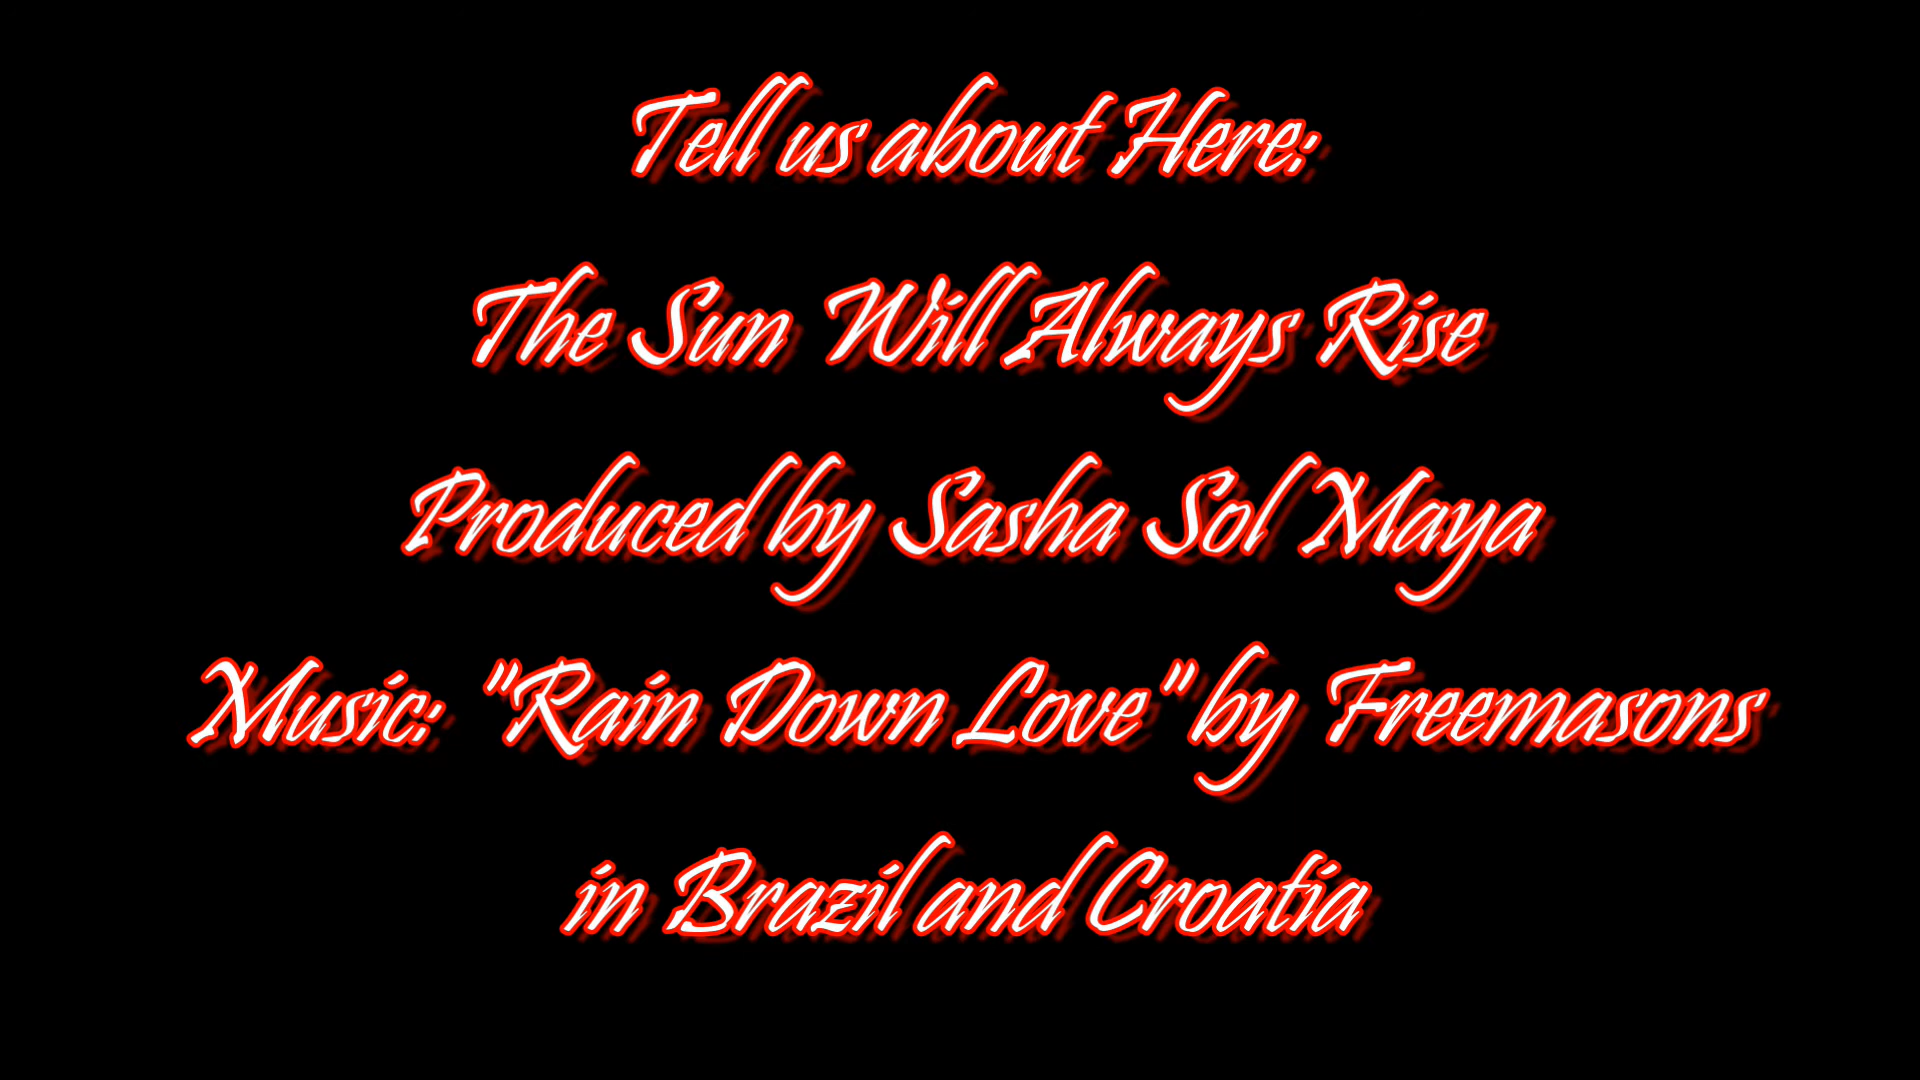 Tell us about Here:
The Sun Will Always Rise
Produced by Sasha Sol Maya
Music: "Rain Down Love" by Freemasons
in Brazil and Croatia